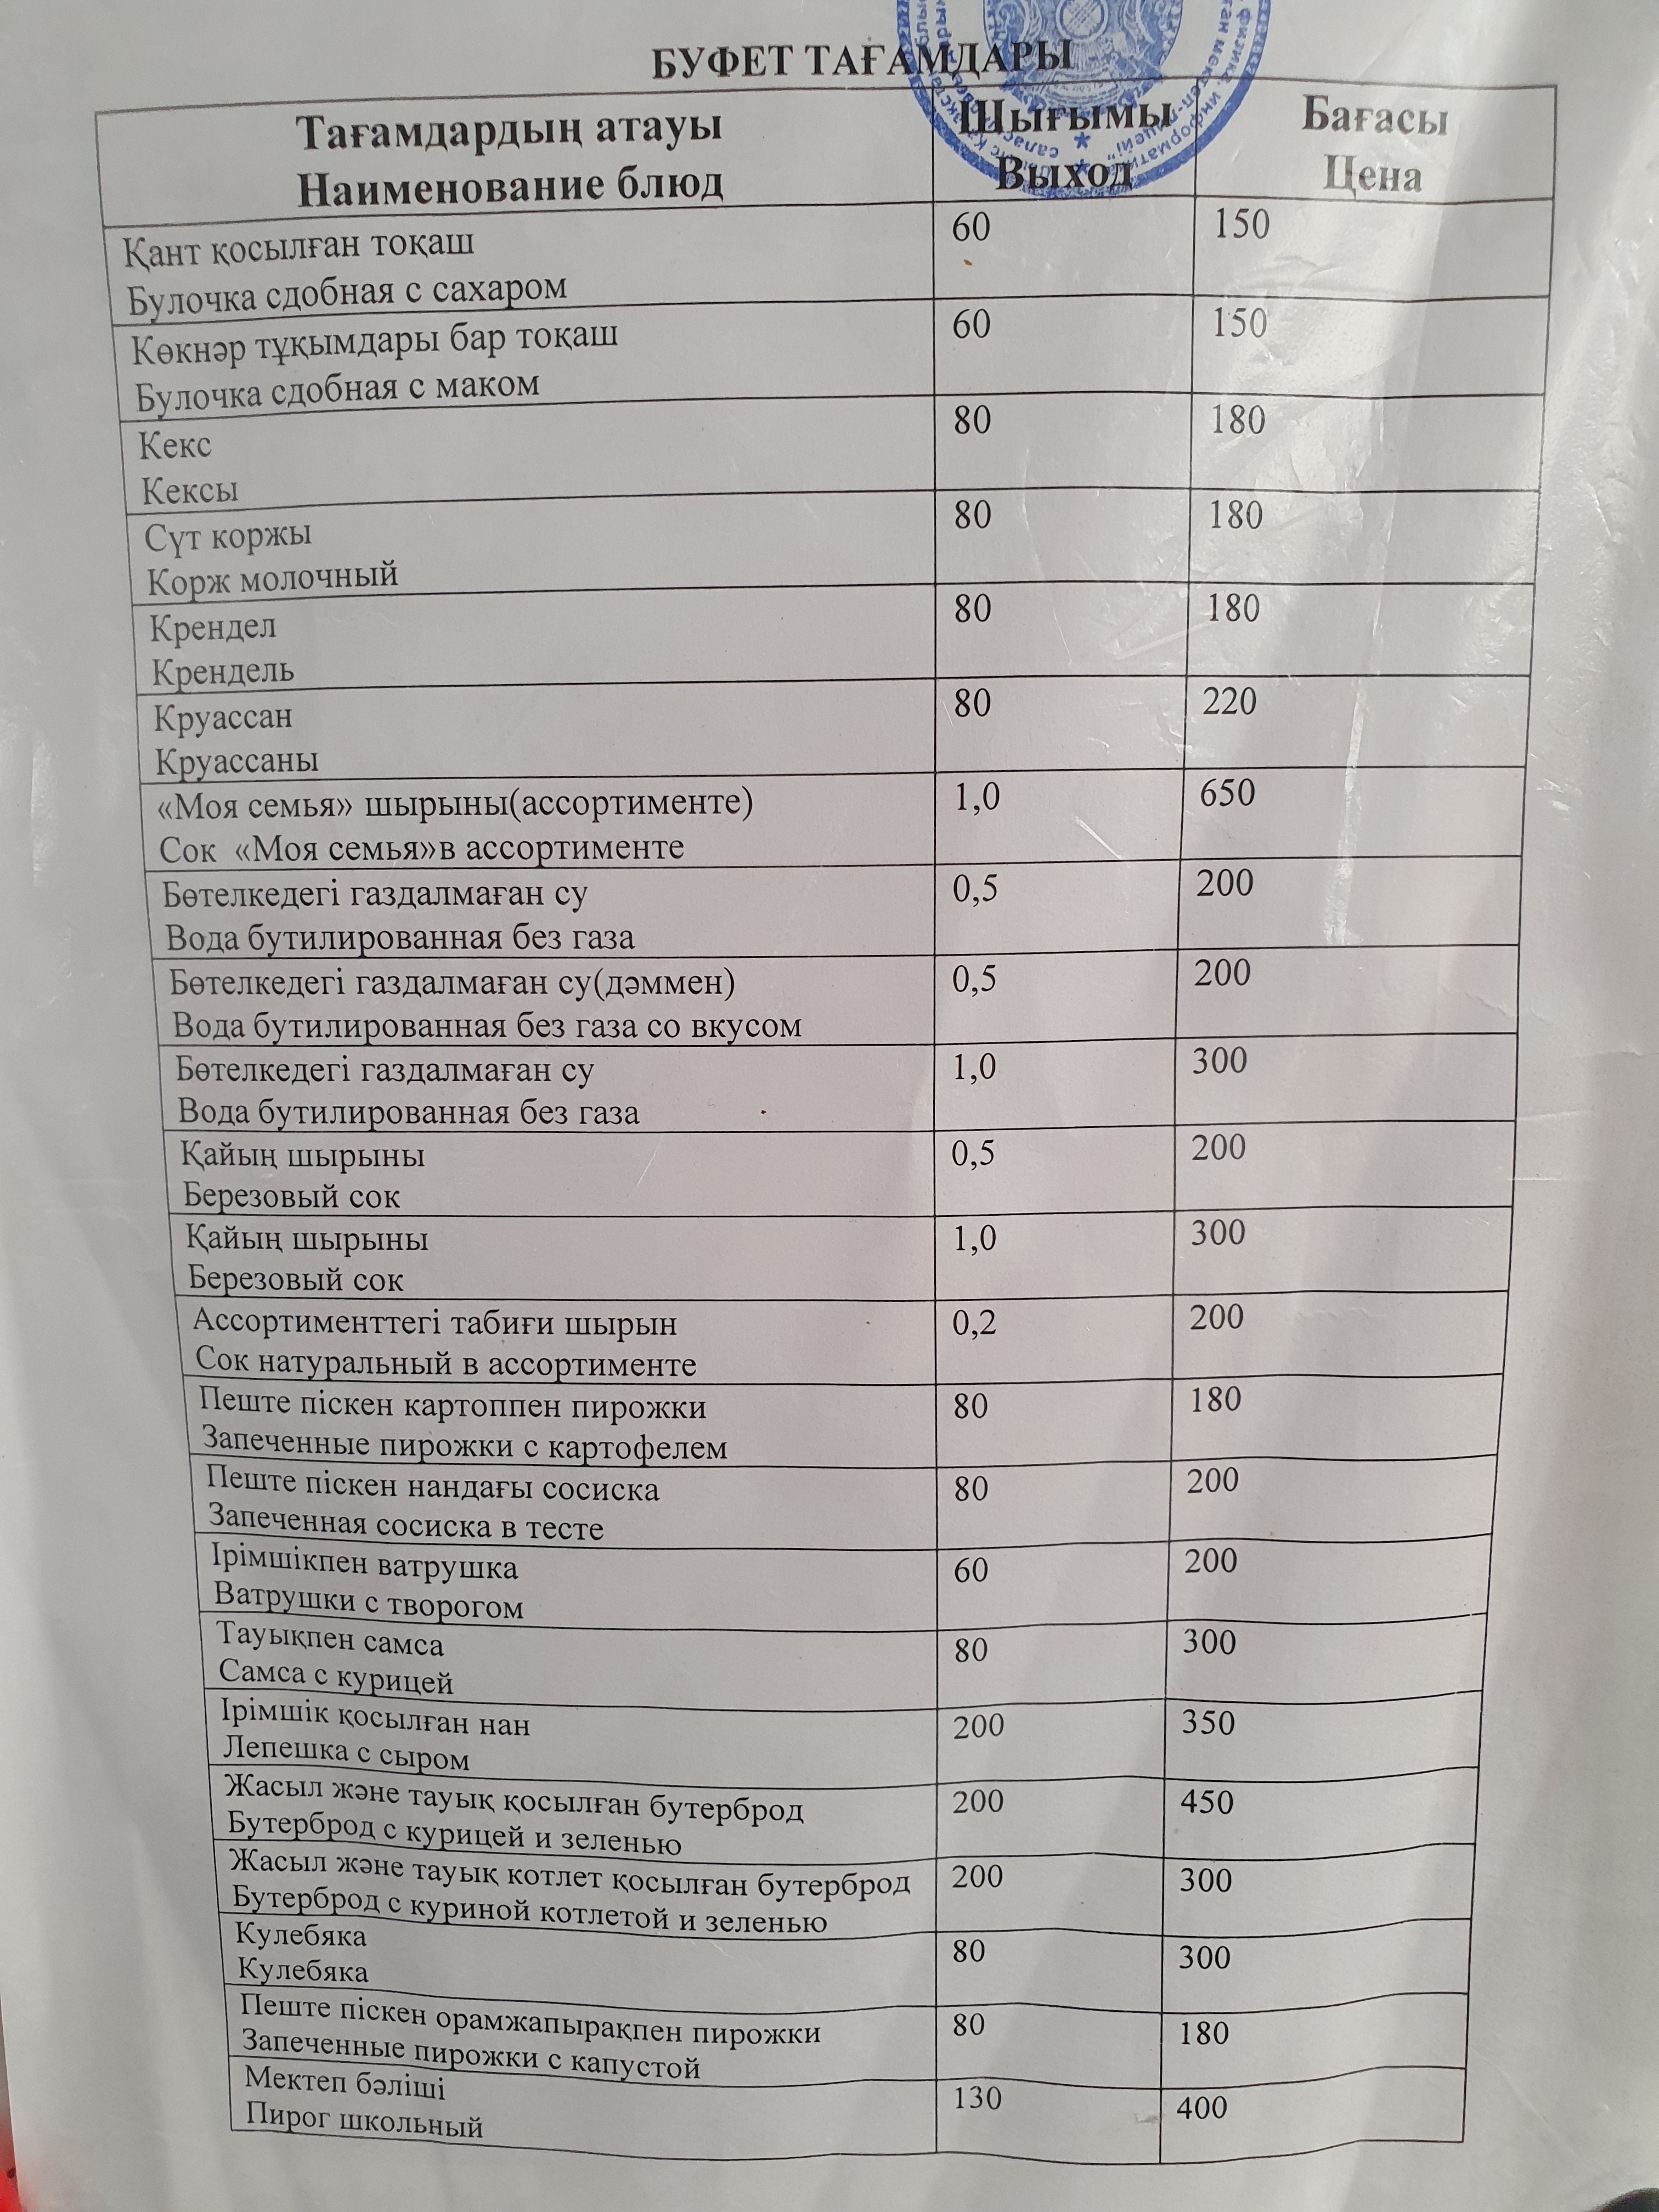 БУФЕТ ТАҒАМДАРЫ
Тағамдардың атауы
Наименование блюд
Шығымы
Выход
Бағасы
Цена
Қант қосылған тоқаш
Булочка сдобная с сахаром
60
150
Көкнәр тұқымдары бар тоқаш
Булочка сдобная с маком
60
150
Кекс
Кексы
80
180
Сүт коржы
Корж молочный
80
180
Крендел
Крендель
80
180
Круассан
Круассаны
80
220
«Моя семья» шырыны(ассортименте)
Сок «Моя семья»в ассортименте
1,0
650
Бөтелкедегі газдалмаған су
Вода бутилированная без газа
0,5
200
Бөтелкедегі газдалмаған су(дәммен)
Вода бутилированная без газа со вкусом
0,5
200
Бөтелкедегі газдалмаған су
Вода бутилированная без газа
1,0
300
Қайың шырыны
Березовый сок
0,5
200
Қайың шырыны
Березовый сок
1,0
300
Ассортименттегі табиғи шырын
Сок натуральный в ассортименте
0,2
200
Пеште піскен картоппен пирожки
Запеченные пирожки с картофелем
80
180
Пеште піскен нандағы сосиска
Запеченная сосиска в тесте
80
200
Ірімшікпен ватрушка
Ватрушки с творогом
60
200
Тауықпен самса
Самса с курицей
80
300
Ірімшік қосылған нан
Лепешка с сыром
200
350
Жасыл және тауық қосылған бутерброд
Бутерброд с курицей и зеленью
200
450
Жасыл және тауық котлет қосылған бутерброд
Бутерброд с куриной котлетой и зеленью
200
300
Кулебяка
Кулебяка
80
300
Пеште піскен орамжапырақпен пирожки
Запеченные пирожки с капустой
80
180
Мектеп бәліші
Пирог школьный
130
400